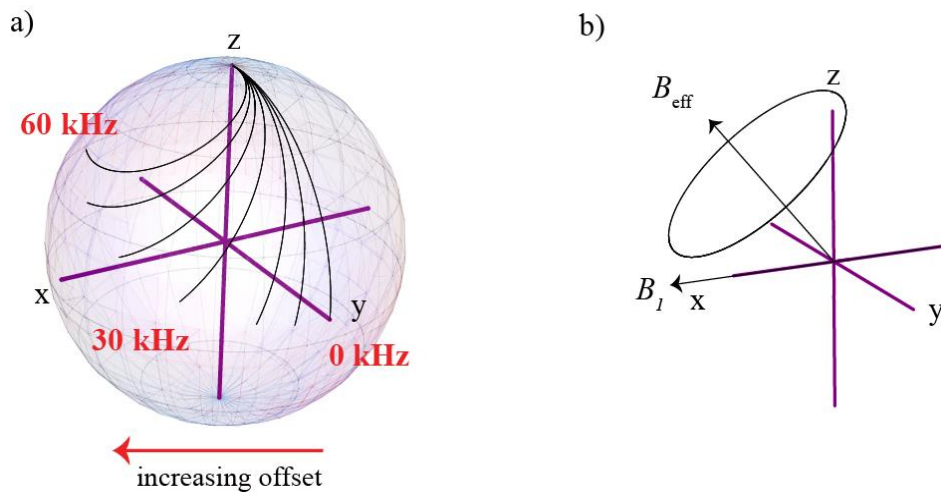 a)
z
60 kHz
x
y
30 kHz
0 kHz
increasing offset
b)
z
B_eff
B_1
x
y